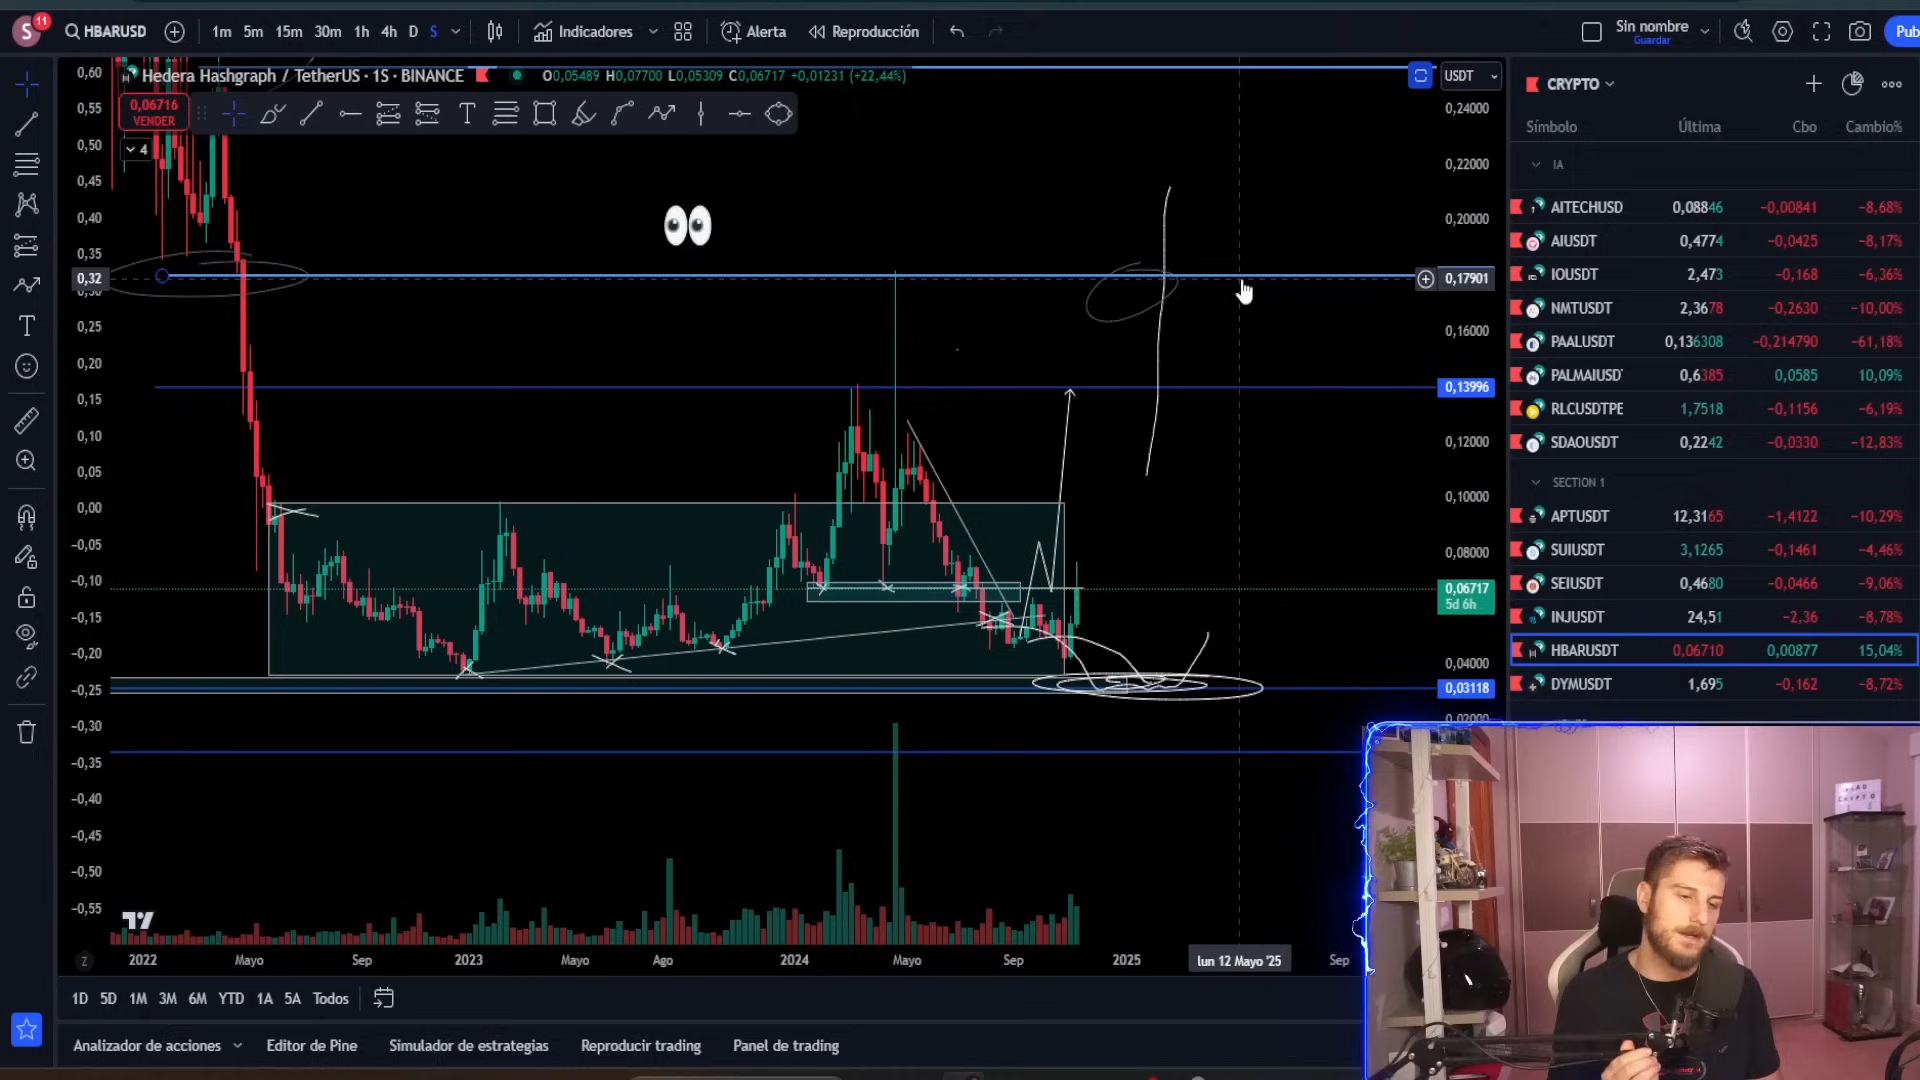 S 11
HBARUSD 1m 5m 15m 30m 1h 4h D S Indicadores Alerta Reproducción Sin nombre Pub
Guardar
Hedera Hashgraph / TetherUS · 1S · BINANCE O0,05489 H0,07700 L0,05309 C0,06717 +0,01231 (+22,44%)
USDT
0,06716
VENDER
4
0,60
0,55
0,50
0,45
0,40
0,35
0,32
0,30
0,25
0,20
0,15
0,10
0,05
0,00
−0,05
−0,10
−0,15
−0,20
−0,25
−0,30
−0,35
−0,40
−0,45
−0,50
−0,55
0,24000
0,22000
0,20000
0,17901
0,16000
0,13996
0,12000
0,10000
0,08000
0,06717
5d 6h
0,04000
0,03118
0,02000
Z 2022 Mayo Sep 2023 Mayo Ago 2024 Mayo Sep 2025 lun 12 Mayo '25 Sep
1D 5D 1M 3M 6M YTD 1A 5A Todos
Analizador de acciones Editor de Pine Simulador de estrategias Reproducir trading Panel de trading
CRYPTO
Símbolo Última Cbo Cambio%
IA
AITECHUSD 0,08846 −0,00841 −8,68%
AIUSDT 0,4774 −0,0425 −8,17%
IOUSDT 2,473 −0,168 −6,36%
NMTUSDT 2,3678 −0,2630 −10,00%
PAALUSDT 0,136308 −0,214790 −61,18%
PALMAIUSD 0,6385 0,0585 10,09%
RLCUSDTPE 1,7518 −0,1156 −6,19%
SDAOUSDT 0,2242 −0,0330 −12,83%
SECTION 1
APTUSDT 12,3165 −1,4122 −10,29%
SUIUSDT 3,1265 −0,1461 −4,46%
SEIUSDT 0,4680 −0,0466 −9,06%
INJUSDT 24,51 −2,36 −8,78%
HBARUSDT 0,06710 0,00877 15,04%
DYMUSDT 1,695 −0,162 −8,72%